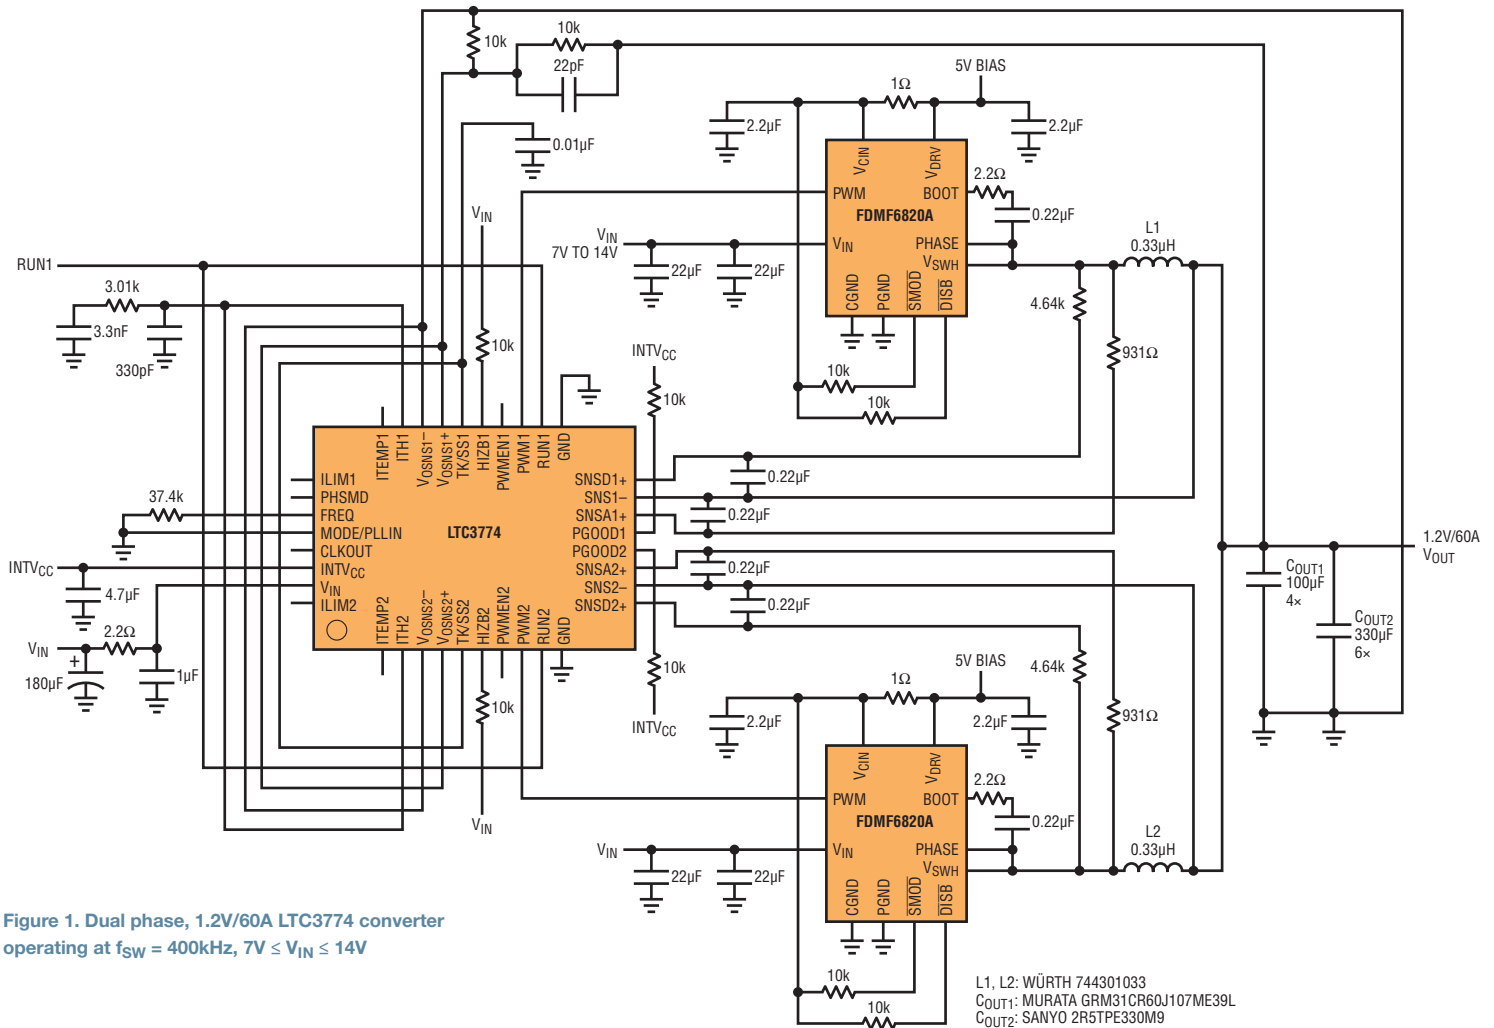 10k
10k
22pF
5V BIAS
1Ω
2.2µF
2.2µF
0.01µF
VCIN
VDRV
2.2Ω
PWM
BOOT
FDMF6820A
0.22µF
VIN
VIN
7V TO 14V
VIN
PHASE
L1
0.33µH
RUN1
22µF
22µF
VSWH
CGND
PGND
SMOD
DISB
4.64k
3.01k
3.3nF
330pF
10k
INTVCC
10k
931Ω
10k
10k
ITEMP1
ITH1
VOSNS1–
VOSNS1+
TK/SS1
HIZB1
PWMEN1
PWM1
RUN1
GND
ILIM1
SNSD1+
0.22µF
PHSMD
SNS1–
37.4k
FREQ
SNSA1+
0.22µF
MODE/PLLIN
LTC3774
PGOOD1
CLKOUT
PGOOD2
1.2V/60A
VOUT
INTVCC
INTVCC
SNSA2+
0.22µF
COUT1
100µF
4×
VIN
SNS2–
4.7µF
ILIM2
SNSD2+
0.22µF
COUT2
330µF
6×
ITEMP2
ITH2
VOSNS2–
VOSNS2+
TK/SS2
HIZB2
PWMEN2
PWM2
RUN2
GND
VIN
2.2Ω
+
180µF
1µF
10k
10k
INTVCC
5V BIAS
4.64k
1Ω
2.2µF
2.2µF
931Ω
VCIN
VDRV
2.2Ω
PWM
BOOT
VIN
FDMF6820A
0.22µF
L2
0.33µH
VIN
VIN
PHASE
22µF
22µF
VSWH
CGND
PGND
SMOD
DISB
Figure 1. Dual phase, 1.2V/60A LTC3774 converter
operating at fSW = 400kHz, 7V ≤ VIN ≤ 14V
10k
10k
L1, L2: WÜRTH 744301033
COUT1: MURATA GRM31CR60J107ME39L
COUT2: SANYO 2R5TPE330M9